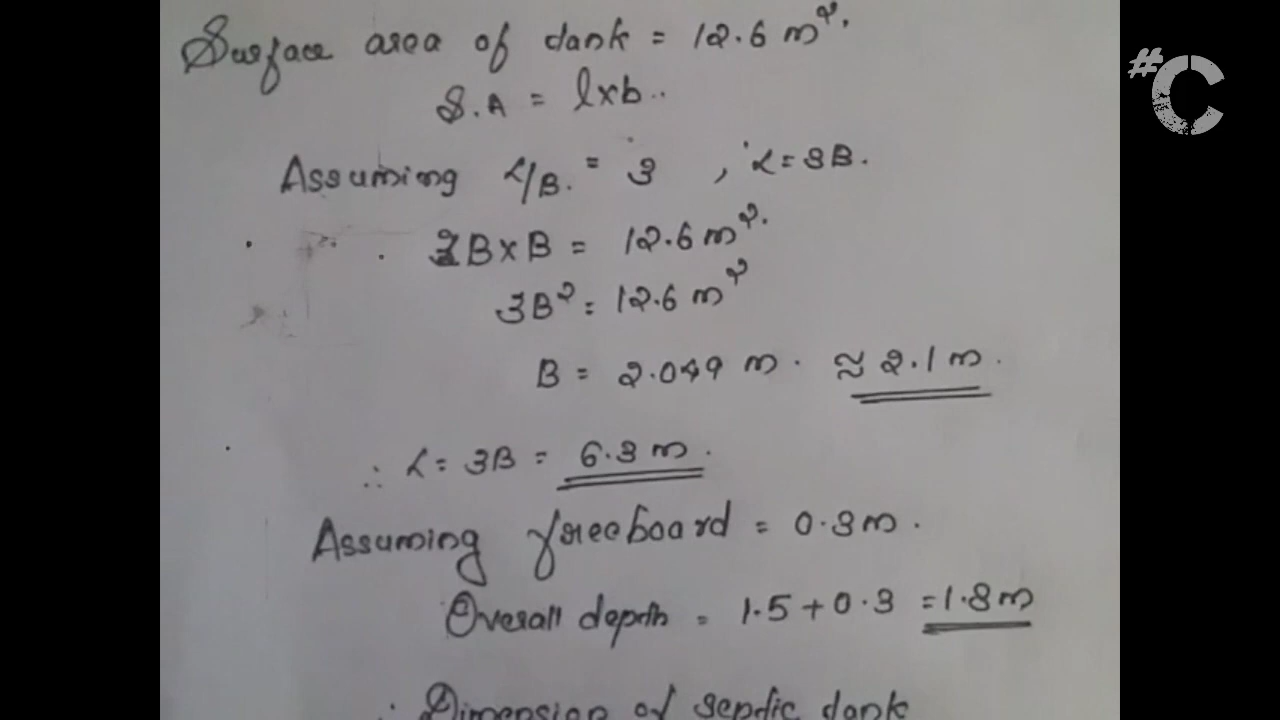 Surface area of tank = 12.6 m².
S.A = l×b..
Assuming L/B. = 3 , L=3B.
3B×B = 12.6 m².
3B² = 12.6 m²
B = 2.049 m. ≈ 2.1 m.
∴ L = 3B = 6.3 m.
Assuming freeboard = 0.3m.
Overall depth = 1.5+0.3 =1.8m
∴ Dimension of septic tank
#C